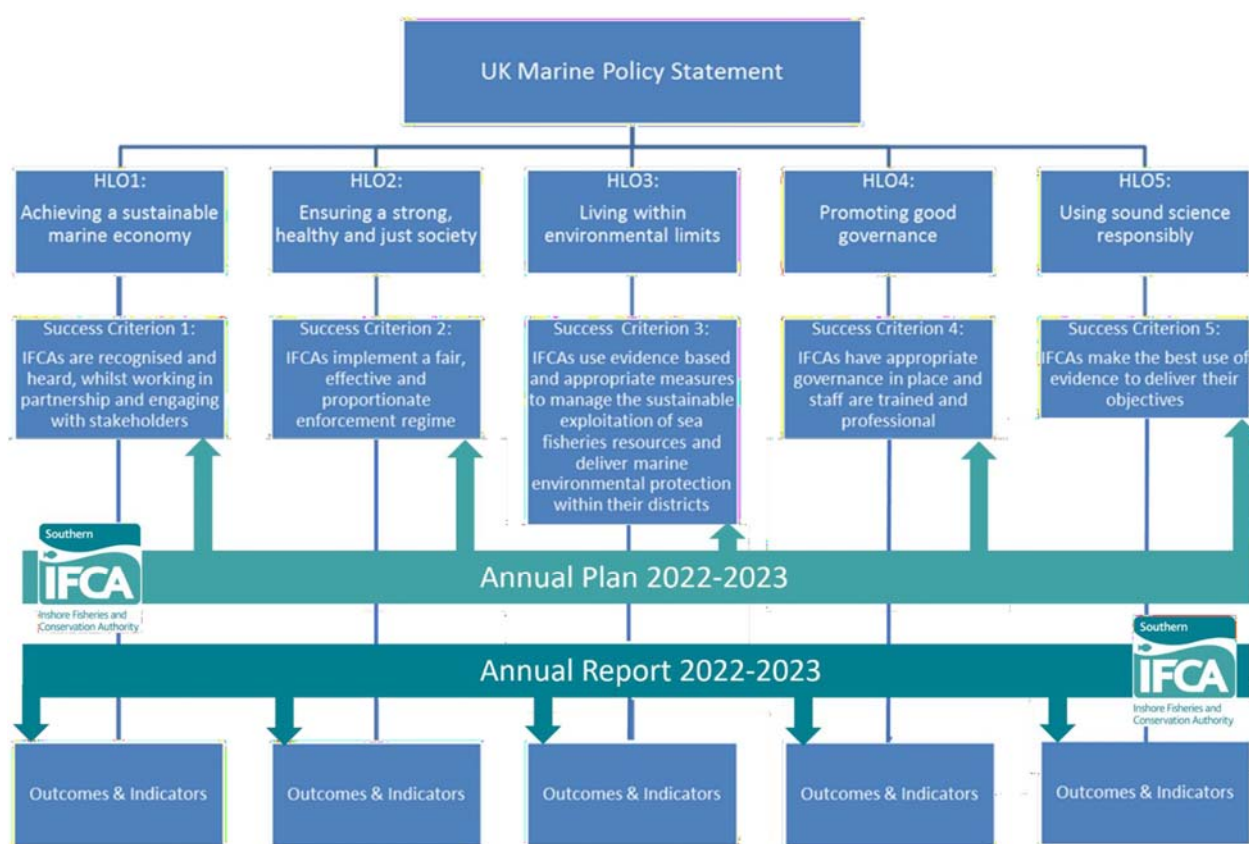 UK Marine Policy Statement
HLO1:
Achieving a sustainable
marine economy
HLO2:
Ensuring a strong,
healthy and just society
HLO3:
Living within
environmental limits
HLO4:
Promoting good
governance
HLO5:
Using sound science
responsibly
Success Criterion 1:
IFCAs are recognised and
heard, whilst working in
partnership and engaging
with stakeholders
Success Criterion 2:
IFCAs implement a fair,
effective and
proportionate
enforcement regime
Success Criterion 3:
IFCAs use evidence based
and appropriate measures
to manage the sustainable
exploitation of sea
fisheries resources and
deliver marine
environmental protection
within their districts
Success Criterion 4:
IFCAs have appropriate
governance in place and
staff are trained and
professional
Success Criterion 5:
IFCAs make the best use of
evidence to deliver their
objectives
Southern
IFCA
Inshore Fisheries and
Conservation Authority
Annual Plan 2022-2023
Annual Report 2022-2023
Southern
IFCA
Inshore Fisheries and
Conservation Authority
Outcomes & Indicators
Outcomes & Indicators
Outcomes & Indicators
Outcomes & Indicators
Outcomes & Indicators